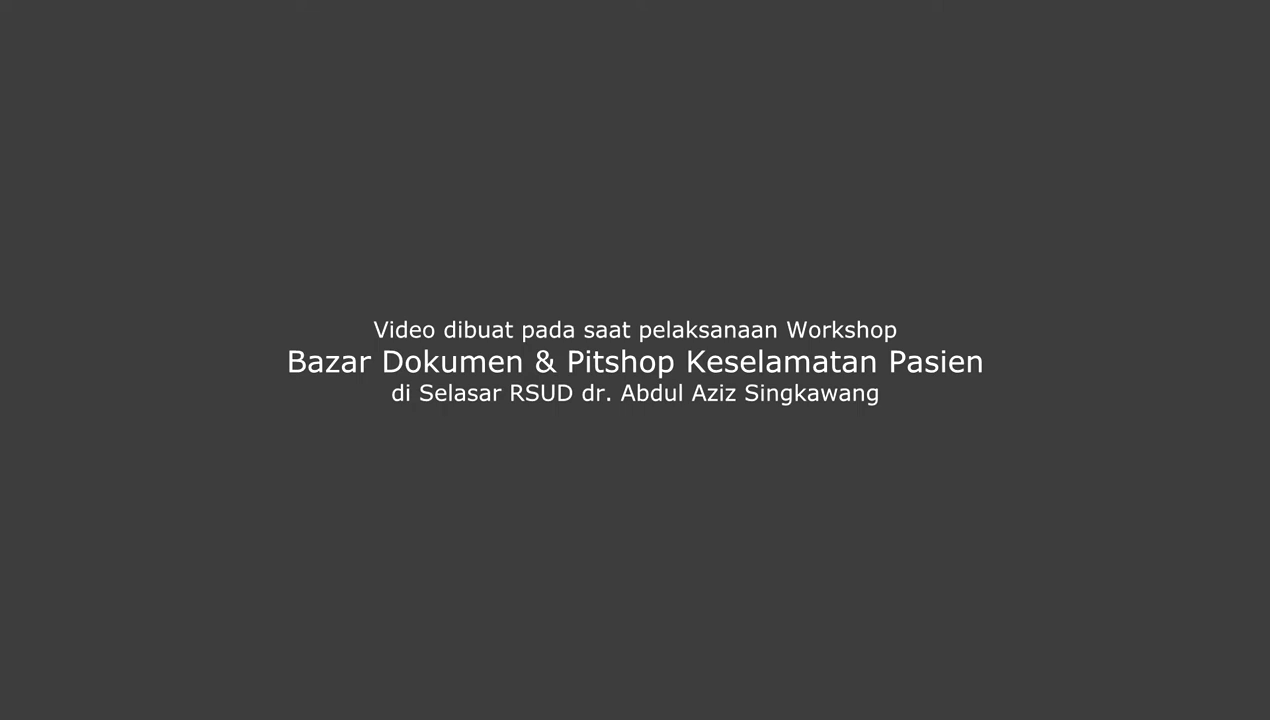 Video dibuat pada saat pelaksanaan Workshop
Bazar Dokumen & Pitshop Keselamatan Pasien
di Selasar RSUD dr. Abdul Aziz Singkawang